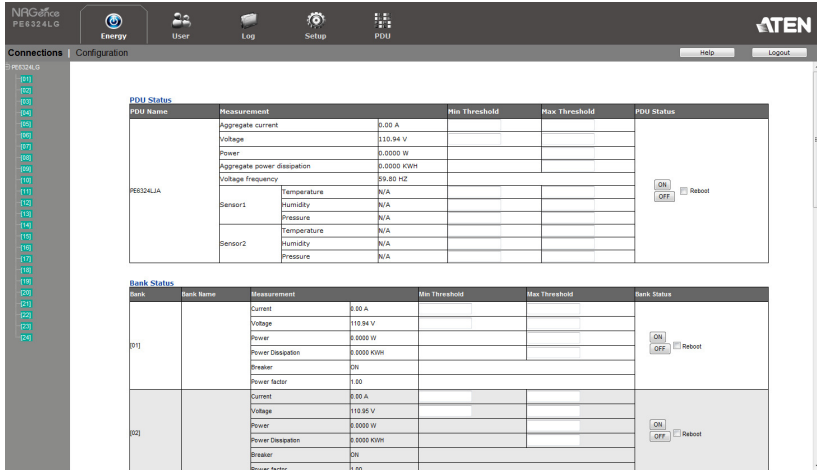 NRGence
PE6324LG
Energy User Log Setup PDU
ATEN
Connections | Configuration Help Logout
PE6324LG
[01]
[02]
[03]
[04]
[05]
[06]
[07]
[08]
[09]
[10]
[11]
[12]
[13]
[14]
[15]
[16]
[17]
[18]
[19]
[20]
[21]
[22]
[23]
[24]
PDU Status
PDU Name Measurement Min Threshold Max Threshold PDU Status
PE6324LJA
Aggregate current 0.00 A
Voltage 110.94 V
Power 0.0000 W
Aggregate power dissipation 0.0000 KWH
Voltage frequency 59.80 HZ
Sensor1
Temperature N/A
Humidity N/A
Pressure N/A
Sensor2
Temperature N/A
Humidity N/A
Pressure N/A
ON
OFF Reboot
Bank Status
Bank Bank Name Measurement Min Threshold Max Threshold Bank Status
[01]
Current 0.00 A
Voltage 110.94 V
Power 0.0000 W
Power Dissipation 0.0000 KWH
Breaker ON
Power factor 1.00
ON
OFF Reboot
[02]
Current 0.00 A
Voltage 110.95 V
Power 0.0000 W
Power Dissipation 0.0000 KWH
Breaker ON
Power factor 1.00
ON
OFF Reboot